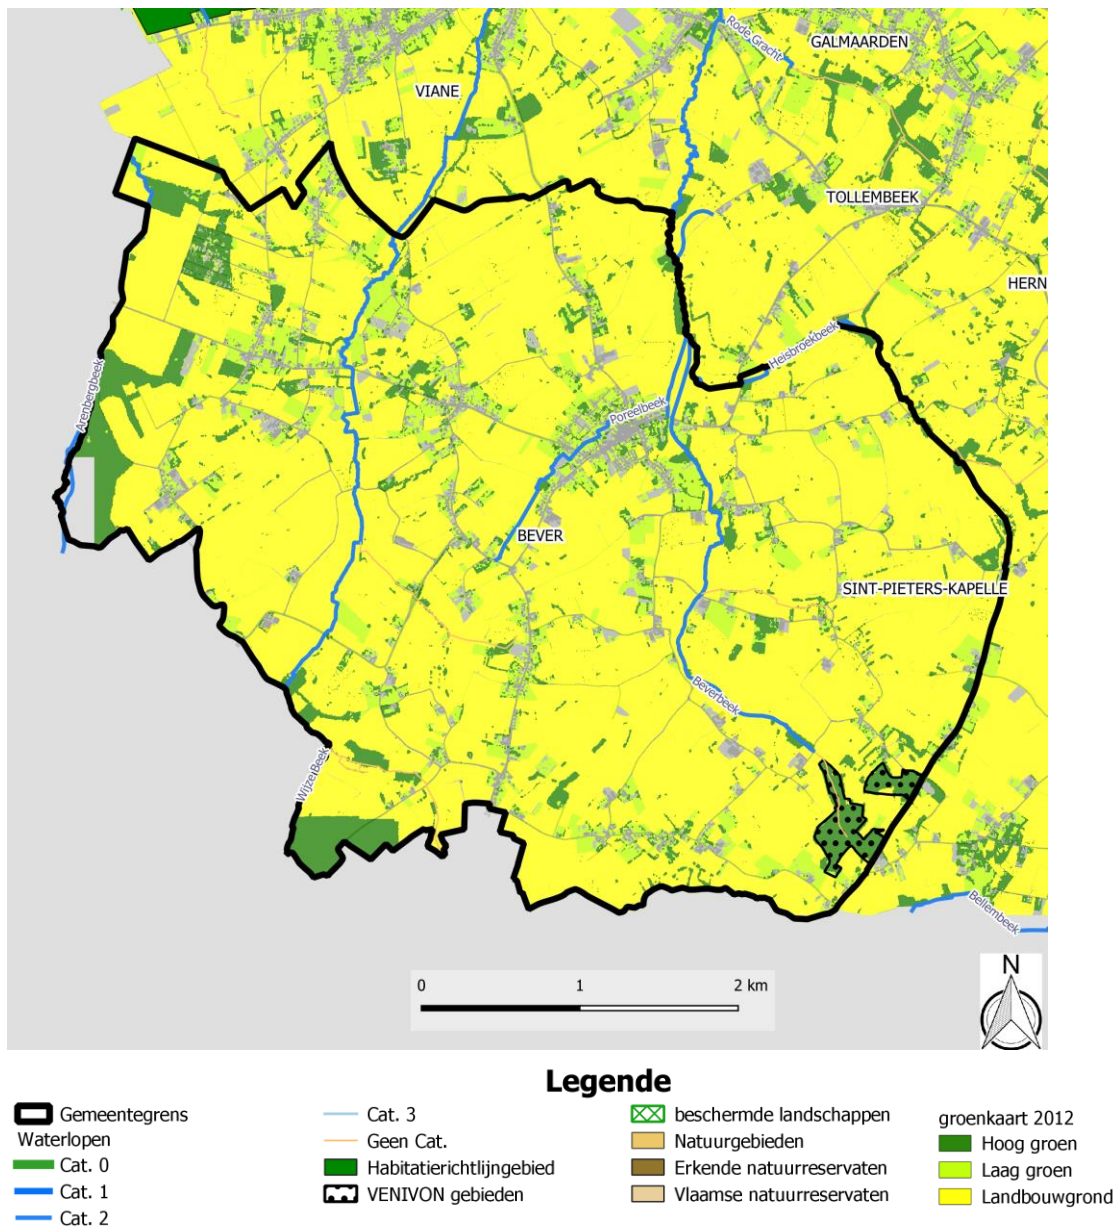 Rode Gracht
GALMAARDEN
VIANE
TOLLEMBEEK
HERN
Heisbroekbeek
Arenbergbeek
Poreelbeek
BEVER
SINT-PIETERS-KAPELLE
Beverbeek
Wijze Beek
Bellembeek
N
0 1 2 km
Legende
Gemeentegrens
Waterlopen
Cat. 0
Cat. 1
Cat. 2
Cat. 3
Geen Cat.
Habitatierichtlijngebied
VENIVON gebieden
beschermde landschappen
Natuurgebieden
Erkende natuurreservaten
Vlaamse natuurreservaten
groenkaart 2012
Hoog groen
Laag groen
Landbouwgrond